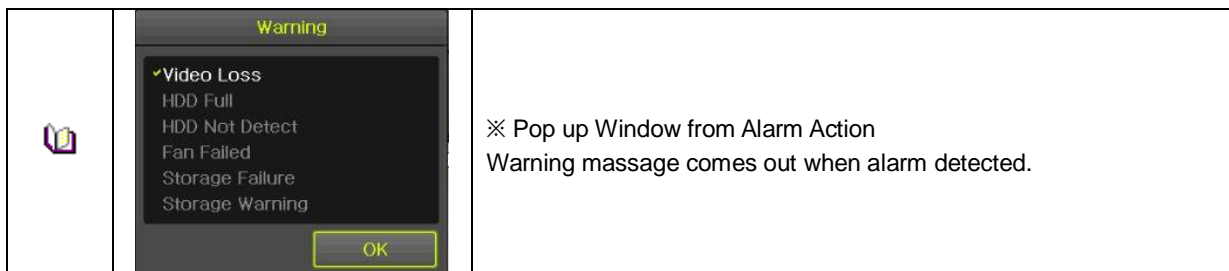 Warning
✓Video Loss
HDD Full
HDD Not Detect
Fan Failed
Storage Failure
Storage Warning
OK
※ Pop up Window from Alarm Action
Warning massage comes out when alarm detected.